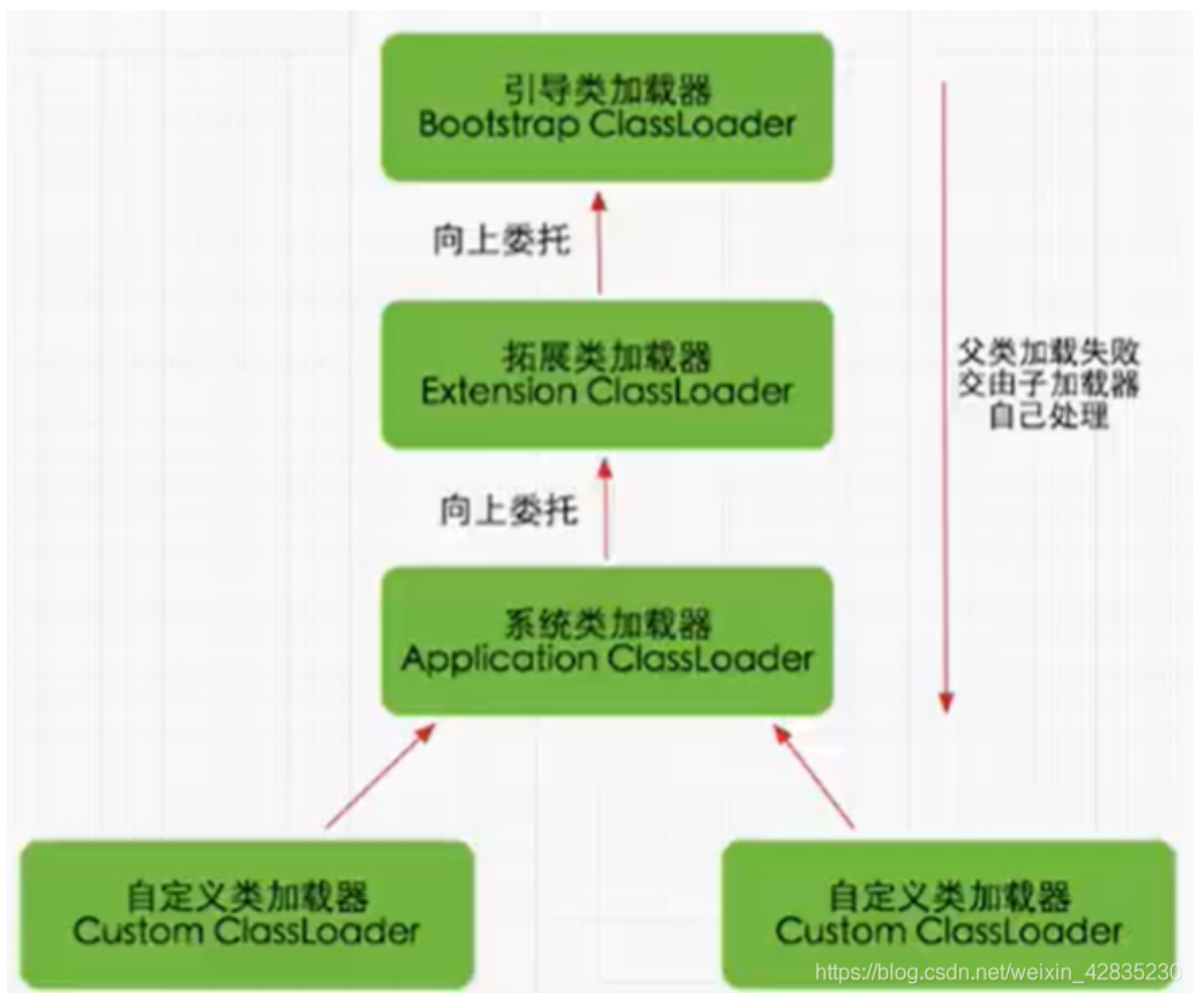 引导类加载器
Bootstrap ClassLoader
向上委托
拓展类加载器
Extension ClassLoader
父类加载失败
交由子加载器
自己处理
向上委托
系统类加载器
Application ClassLoader
自定义类加载器
Custom ClassLoader
自定义类加载器
Custom ClassLoader
https://blog.csdn.net/weixin_42835230